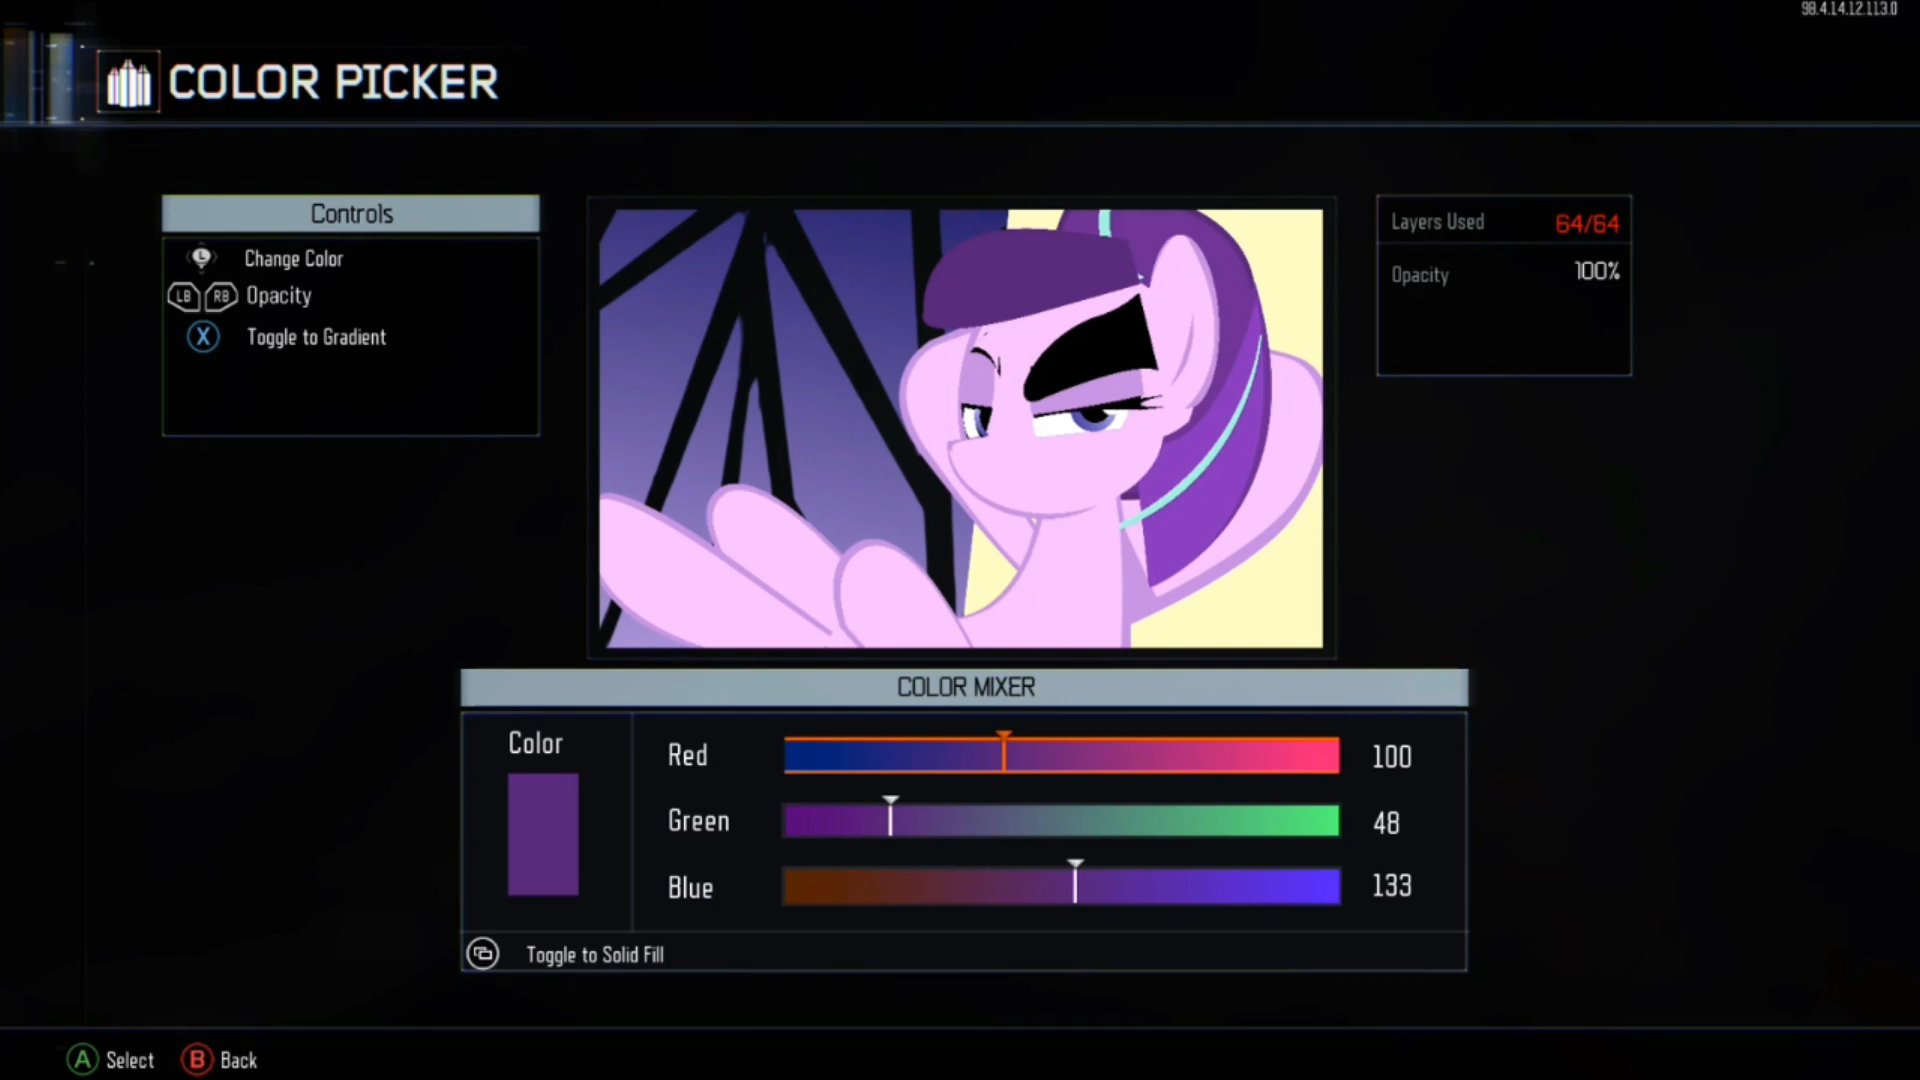 98.4.14.12.113.0
COLOR PICKER
Controls
L Change Color
LB RB Opacity
X Toggle to Gradient
Layers Used 64/64
Opacity 100%
COLOR MIXER
Color
Red 100
Green 48
Blue 133
Toggle to Solid Fill
A Select B Back